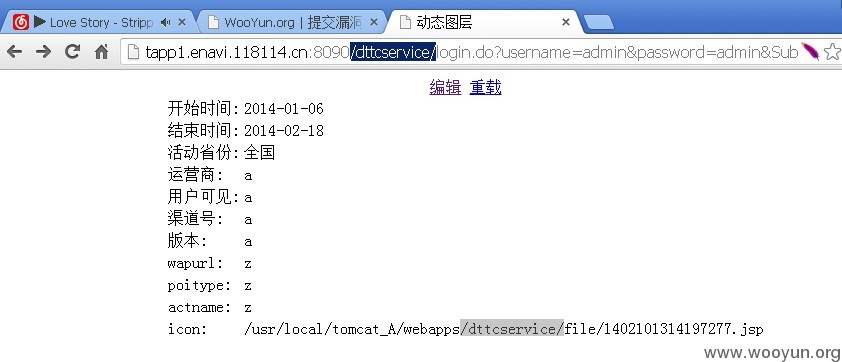 Love Story - Stripp
WooYun.org | 提交漏洞
动态图层
tapp1.enavi.118114.cn:8090/dttcservice/login.do?username=admin&password=admin&Sub
编辑 重载
开始时间: 2014-01-06
结束时间: 2014-02-18
活动省份: 全国
运营商: a
用户可见: a
渠道号: a
版本: a
wapurl: z
poitype: z
actname: z
icon: /usr/local/tomcat_A/webapps/dttcservice/file/1402101314197277.jsp
www.wooyun.org